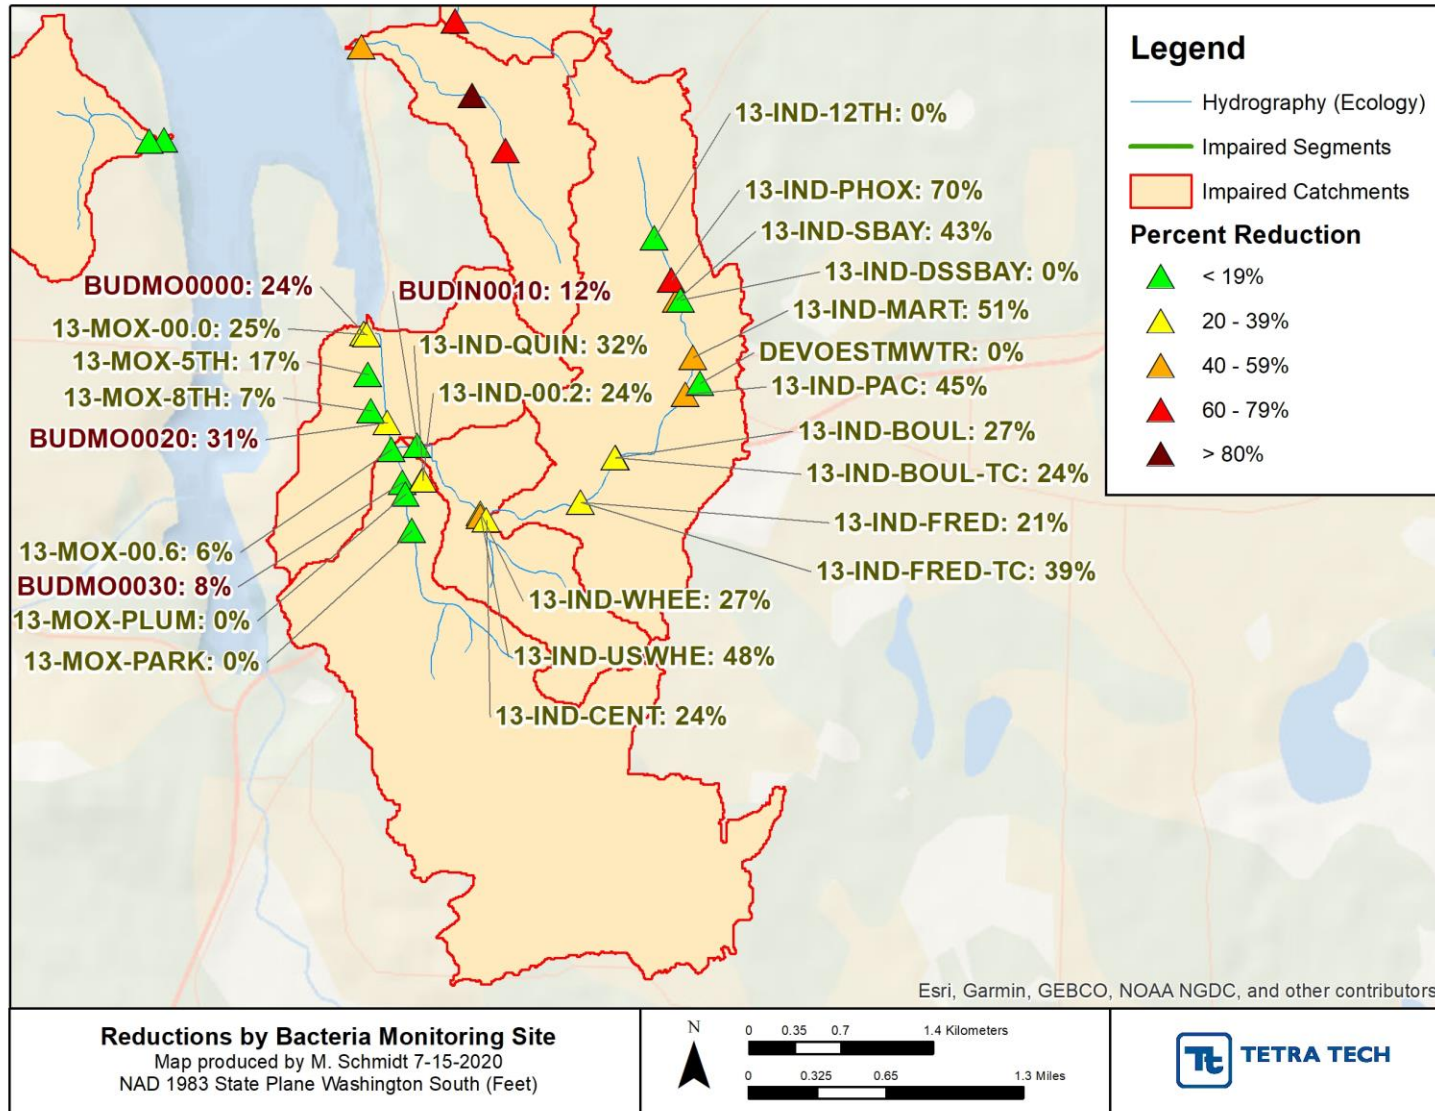 13-IND-12TH: 0%
13-IND-PHOX: 70%
13-IND-SBAY: 43%
13-IND-DSSBAY: 0%
13-IND-MART: 51%
DEVOESTMWTR: 0%
13-IND-PAC: 45%
13-IND-BOUL: 27%
13-IND-BOUL-TC: 24%
13-IND-FRED: 21%
13-IND-FRED-TC: 39%
BUDMO0000: 24%
13-MOX-00.0: 25%
13-MOX-5TH: 17%
13-MOX-8TH: 7%
BUDMO0020: 31%
BUDIN0010: 12%
13-IND-QUIN: 32%
13-IND-00.2: 24%
13-MOX-00.6: 6%
BUDMO0030: 8%
13-MOX-PLUM: 0%
13-MOX-PARK: 0%
13-IND-WHEE: 27%
13-IND-USWHE: 48%
13-IND-CENT: 24%
Esri, Garmin, GEBCO, NOAA NGDC, and other contributors
Legend
Hydrography (Ecology)
Impaired Segments
Impaired Catchments
Percent Reduction
< 19%
20 - 39%
40 - 59%
60 - 79%
> 80%
Reductions by Bacteria Monitoring Site
Map produced by M. Schmidt 7-15-2020
NAD 1983 State Plane Washington South (Feet)
N
0 0.35 0.7 1.4 Kilometers
0 0.325 0.65 1.3 Miles
Tt TETRA TECH